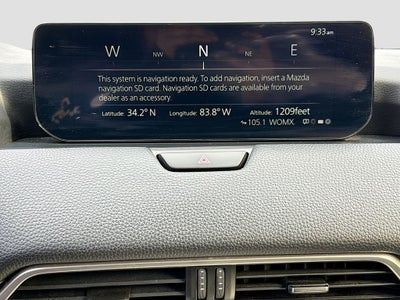 9:33am
W NW N NE E
This system is navigation ready. To add navigation, insert a Mazda
navigation SD card. Navigation SD cards are available from your
dealer as an accessory.
Latitude: 34.2°N Longitude: 83.8°W Altitude: 1209feet
105.1 WOMX